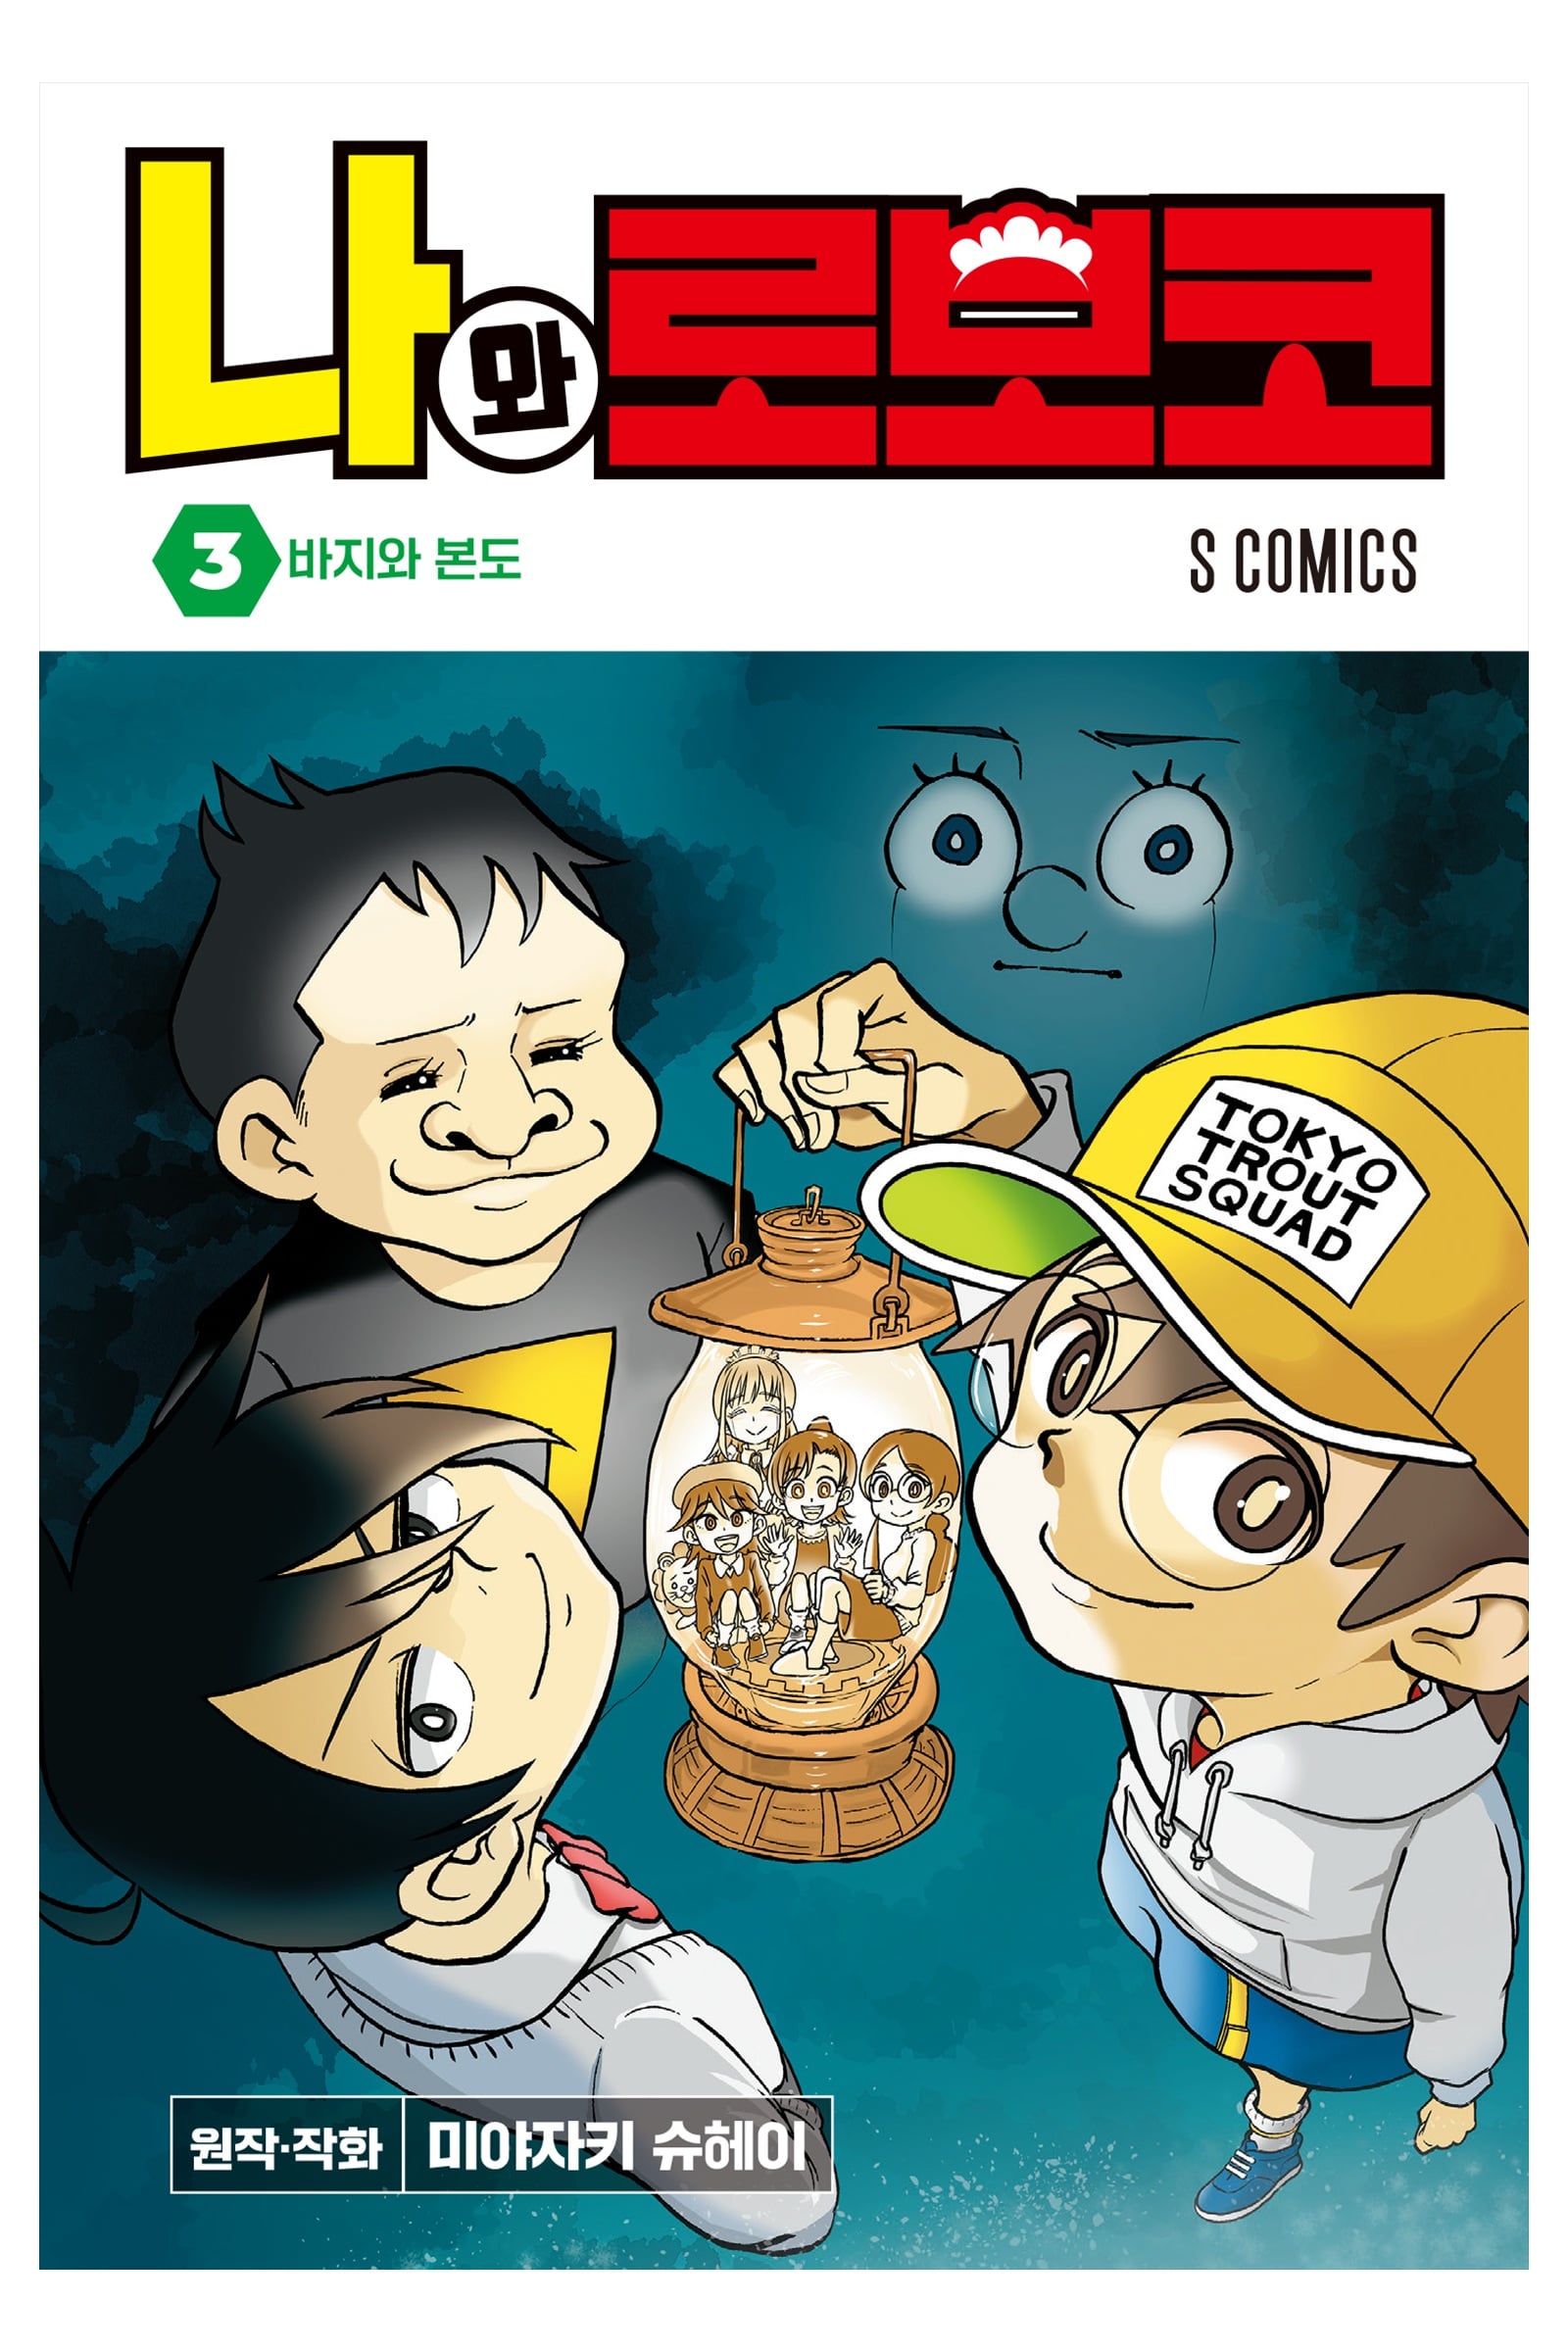 나와 로보코
3 바지와 본도
S COMICS
TOKYO
TROUT
SQUAD
원작·작화 미야자키 슈헤이